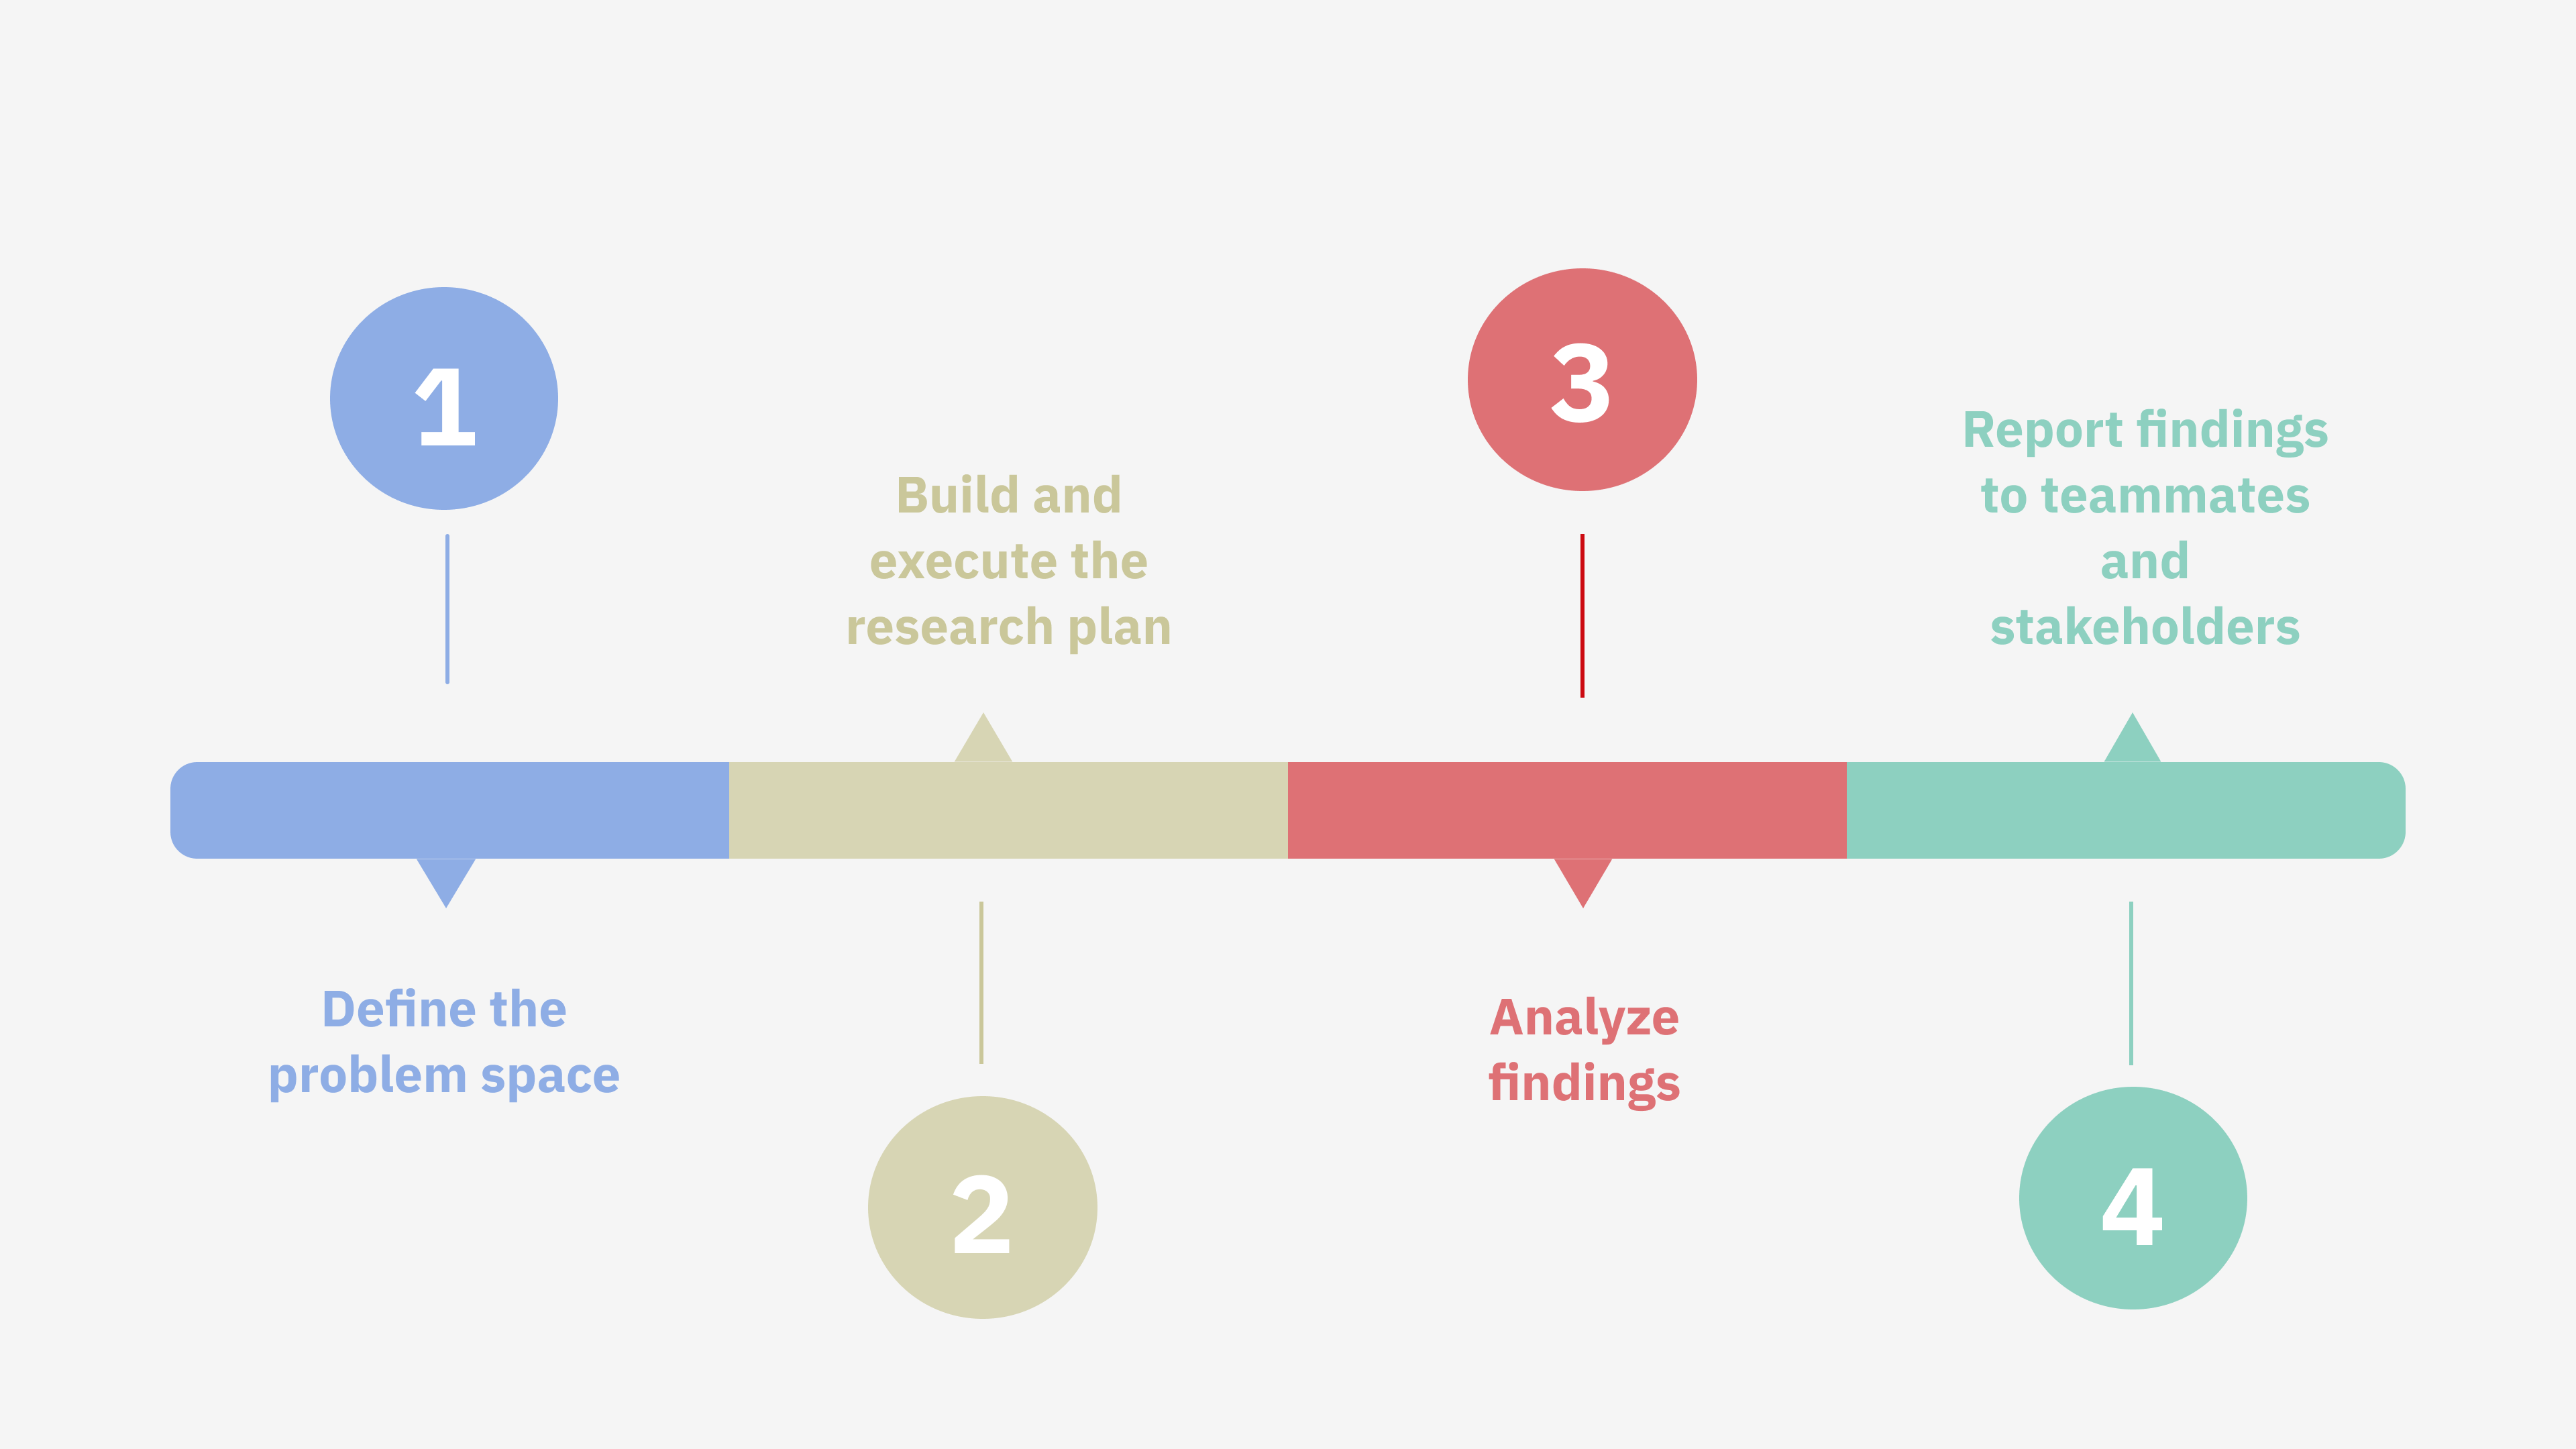 1
Define the
problem space
Build and
execute the
research plan
2
3
Analyze
findings
Report findings
to teammates
and
stakeholders
4